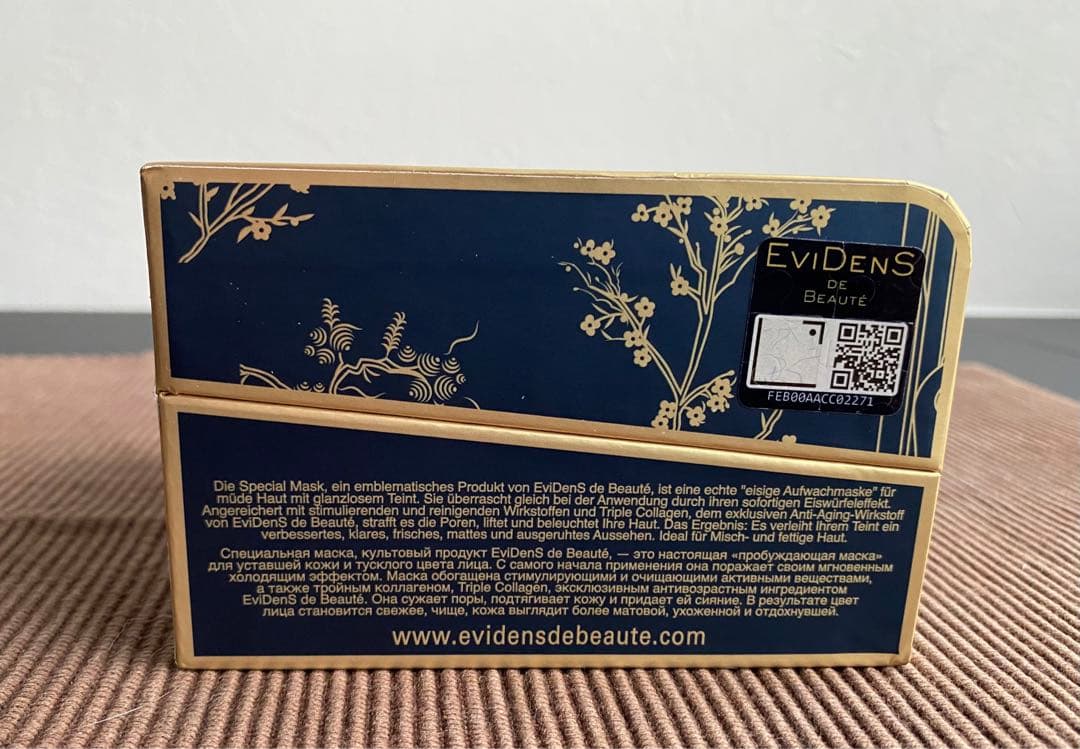 EviDenS
DE
BEAUTÉ
FEB00AACC02271
Die Special Mask, ein emblematisches Produkt von EviDenS de Beauté, ist eine echte "eisige Aufwachmaske" für
müde Haut mit glanzlosem Teint. Sie überrascht gleich bei der Anwendung durch ihren sofortigen Eiswürfeleffekt.
Angereichert mit stimulierenden und reinigenden Wirkstoffen und Triple Collagen, dem exklusiven Anti-Aging-Wirkstoff
von EviDenS de Beauté, strafft es die Poren, liftet und beleuchtet Ihre Haut. Das Ergebnis: Es verleiht Ihrem Teint ein
verbessertes, klares, frisches, mattes und ausgeruhtes Aussehen. Ideal für Misch- und fettige Haut.
Специальная маска, культовый продукт EviDenS de Beauté, — это настоящая «пробуждающая маска»
для уставшей кожи и тусклого цвета лица. С самого начала применения она поражает своим мгновенным
холодящим эффектом. Маска обогащена стимулирующими и очищающими активными веществами,
а также тройным коллагеном, Triple Collagen, эксклюзивным антивозрастным ингредиентом
EviDenS de Beauté. Она сужает поры, подтягивает кожу и придает ей сияние. В результате цвет
лица становится свежее, чище, кожа выглядит более матовой, ухоженной и отдохнувшей.
www.evidensdebeaute.com